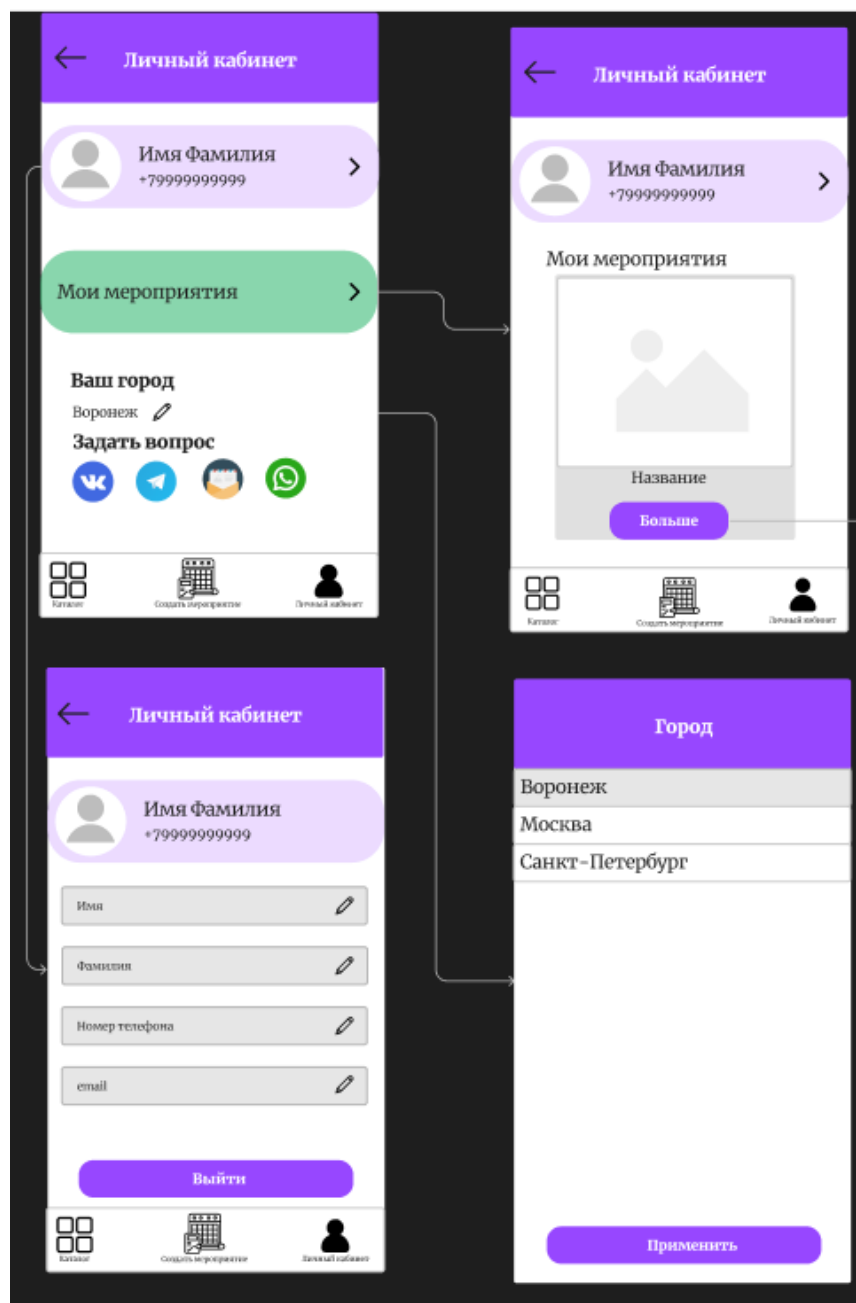 Личный кабинет
Имя Фамилия
+79999999999
Мои мероприятия
Ваш город
Воронеж
Задать вопрос
Каталог
Создать мероприятие
Личный кабинет
Личный кабинет
Имя Фамилия
+79999999999
Мои мероприятия
Название
Больше
Каталог
Создать мероприятие
Личный кабинет
Личный кабинет
Имя Фамилия
+79999999999
Имя
Фамилия
Номер телефона
email
Выйти
Каталог
Создать мероприятие
Личный кабинет
Город
Воронеж
Москва
Санкт-Петербург
Применить